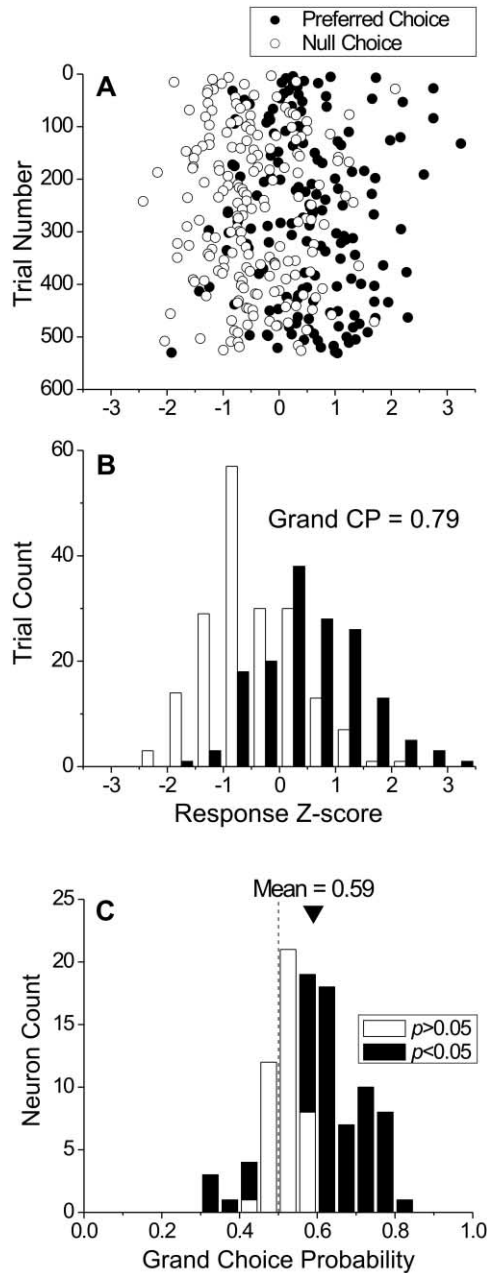 Preferred Choice
Null Choice
A
0
100
200
300
400
500
600
Trial Number
-3 -2 -1 0 1 2 3
B
60
40
20
0
Trial Count
Grand CP = 0.79
-3 -2 -1 0 1 2 3
Response Z-score
C
Mean = 0.59
25
20
15
10
5
0
Neuron Count
p>0.05
p<0.05
0.0 0.2 0.4 0.6 0.8 1.0
Grand Choice Probability